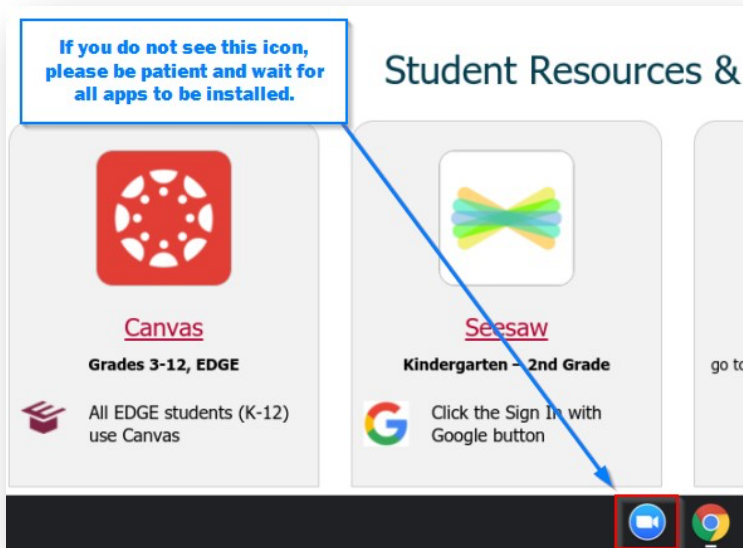 If you do not see this icon,
please be patient and wait for
all apps to be installed.
Student Resources &
Canvas
Grades 3-12, EDGE
All EDGE students (K-12)
use Canvas
Seesaw
Kindergarten – 2nd Grade
Click the Sign In with
Google button
go to